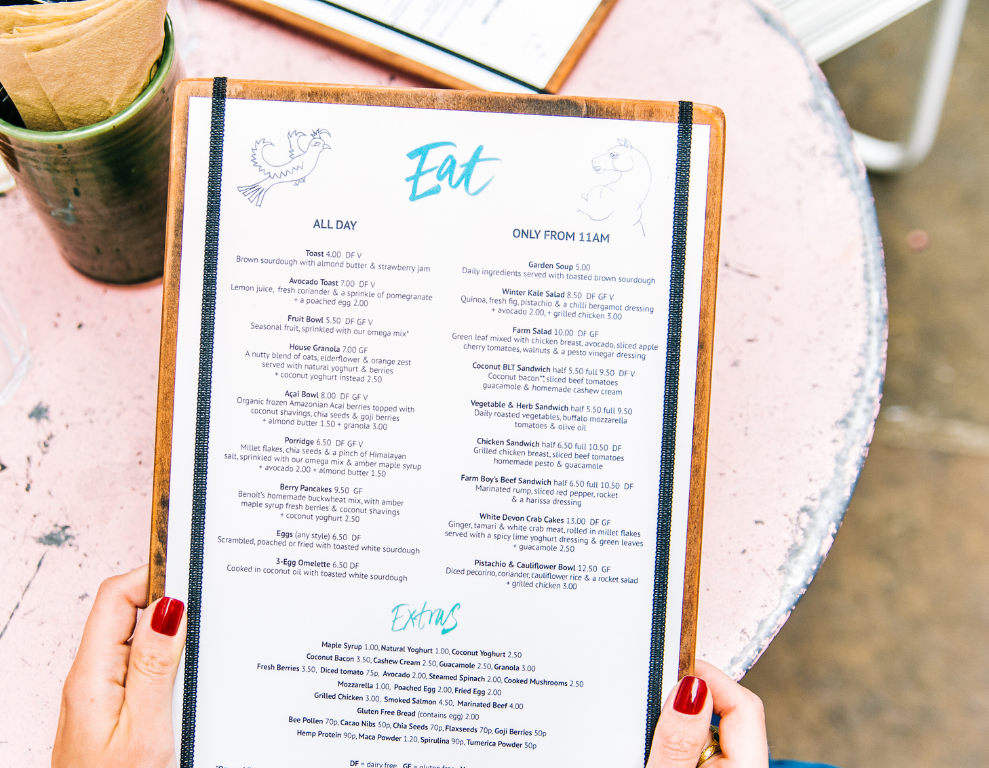 Eat
ALL DAY
Toast 4.00 DF V
Brown sourdough with almond butter & strawberry jam
Avocado Toast 7.00 DF V
Lemon juice, fresh coriander & a sprinkle of pomegranate
+ a poached egg 2.00
Fruit Bowl 5.50 DF GF V
Seasonal fruit, sprinkled with our omega mix*
House Granola 7.00 GF
A nutty blend of oats, elderflower & orange zest
served with natural yoghurt & berries
+ coconut yoghurt instead 2.50
Açai Bowl 8.00 DF GF V
Organic frozen Amazonian Acai berries topped with
coconut shavings, chia seeds & goji berries
+ almond butter 1.50 + granola 3.00
Porridge 6.50 DF GF V
Millet flakes, chia seeds & a pinch of Himalayan
salt, sprinkled with our omega mix & amber maple syrup
+ avocado 2.00 + almond butter 1.50
Berry Pancakes 9.50 GF
Benoit's homemade buckwheat mix, with amber
maple syrup fresh berries & coconut shavings
+ coconut yoghurt 2.50
Eggs (any style) 6.50 DF
Scrambled, poached or fried with toasted white sourdough
3-Egg Omelette 6.50 DF
Cooked in coconut oil with toasted white sourdough
ONLY FROM 11AM
Garden Soup 5.00
Daily ingredients served with toasted brown sourdough
Winter Kale Salad 8.50 DF GF V
Quinoa, fresh fig, pistachio & a chilli bergamot dressing
+ avocado 2.00, + grilled chicken 3.00
Farm Salad 10.00 DF GF
Green leaf mixed with chicken breast, avocado, sliced apple
cherry tomatoes, walnuts & a pesto vinegar dressing
Coconut BLT Sandwich half 5.50 full 9.50 DF V
Coconut bacon**, sliced beef tomatoes
guacamole & homemade cashew cream
Vegetable & Herb Sandwich half 5.50 full 9.50
Daily roasted vegetables, buffalo mozzarella
tomatoes & olive oil
Chicken Sandwich half 6.50 full 10.50 DF
Grilled chicken breast, sliced beef tomatoes
homemade pesto & guacamole
Farm Boy's Beef Sandwich half 6.50 full 10.50 DF
Marinated rump, sliced red pepper, rocket
& a harissa dressing
White Devon Crab Cakes 13.00 DF GF
Ginger, tamari & white crab meat, rolled in millet flakes
served with a spicy lime yoghurt dressing & green leaves
+ guacamole 2.50
Pistachio & Cauliflower Bowl 12.50 GF
Diced pecorino, coriander, cauliflower rice & a rocket salad
+ grilled chicken 3.00
Extras
Maple Syrup 1.00, Natural Yoghurt 1.00, Coconut Yoghurt 2.50
Coconut Bacon 3.50, Cashew Cream 2.50, Guacamole 2.50, Granola 3.00
Fresh Berries 3.50, Diced tomato 75p, Avocado 2.00, Steamed Spinach 2.00, Cooked Mushrooms 2.50
Mozzarella 1.00, Poached Egg 2.00, Fried Egg 2.00
Grilled Chicken 3.00, Smoked Salmon 4.50, Marinated Beef 4.00
Gluten Free Bread (contains egg) 2.00
Bee Pollen 70p, Cacao Nibs 50p, Chia Seeds 70p, Flaxseeds 70p, Goji Berries 50p
Hemp Protein 90p, Maca Powder 1.20, Spirulina 90p, Tumerica Powder 50p
DF = dairy free GF = gluten free